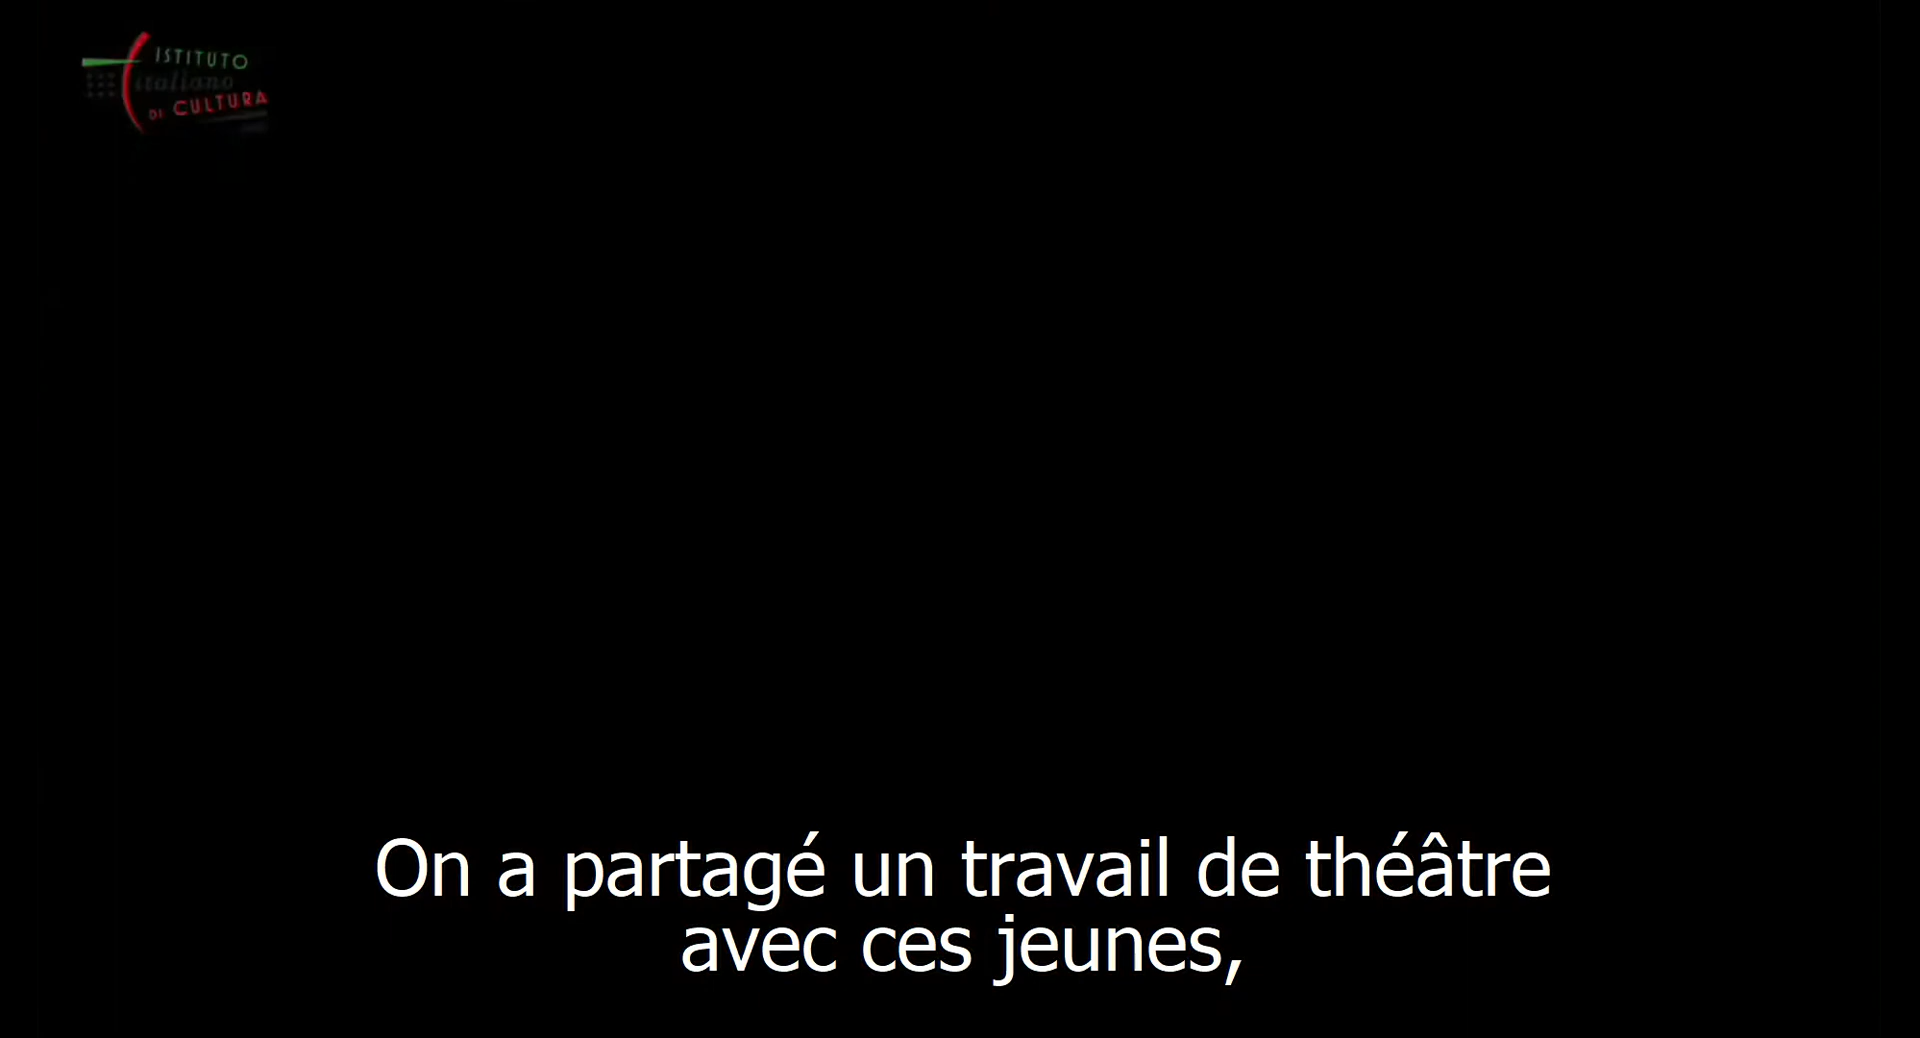 ISTITUTO
italiano
DI CULTURA
On a partagé un travail de théâtre
avec ces jeunes,